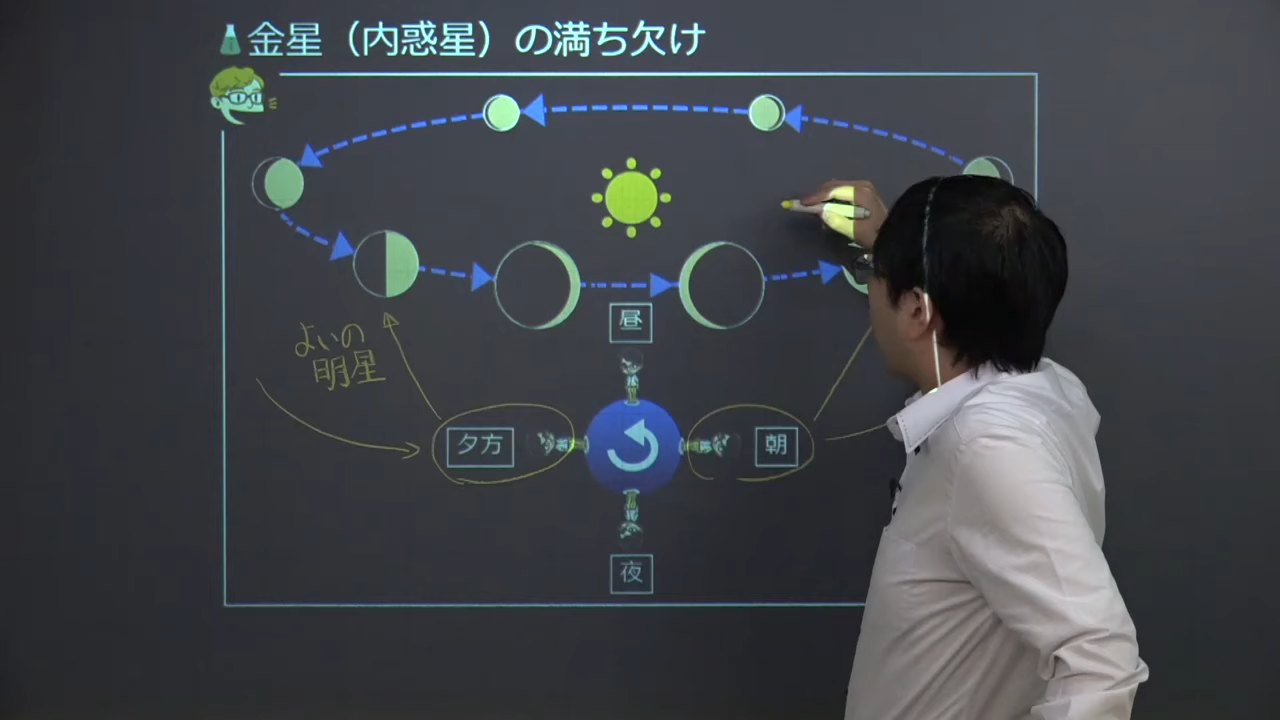 金星（内惑星）の満ち欠け
昼
よいの
明星
夕方
朝
夜